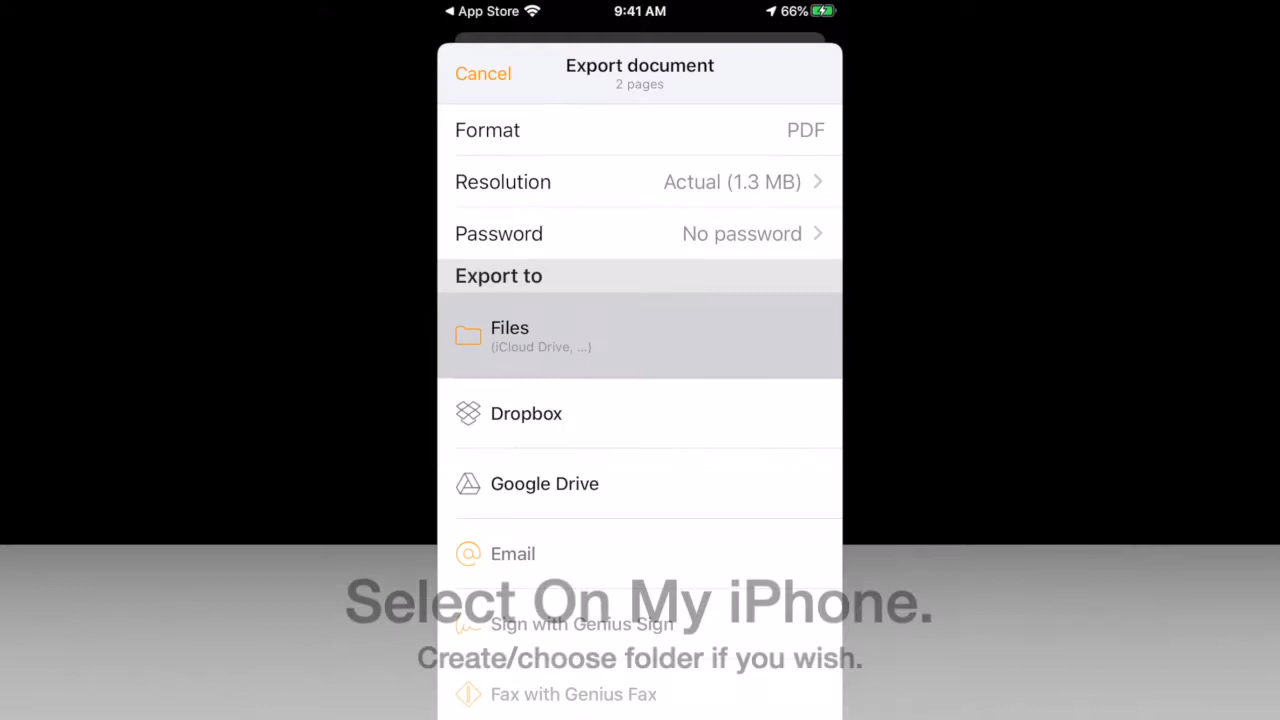 App Store
9:41 AM
66%
Cancel
Export document
2 pages
Format
PDF
Resolution
Actual (1.3 MB)
Password
No password
Export to
Files
(iCloud Drive, ...)
Dropbox
Google Drive
Email
Select On My iPhone.
Sign with Genius Sign
Create/choose folder if you wish.
Fax with Genius Fax